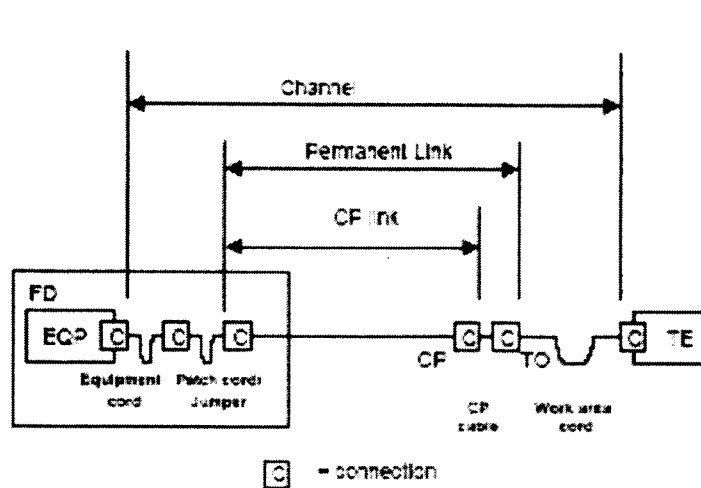 Channel
Permanent Link
CP link
FD
EQP C C C C C C TE
CP TO
Equipment cord
Patch cord/ Jumper
CP cable
Work area cord
C = connection